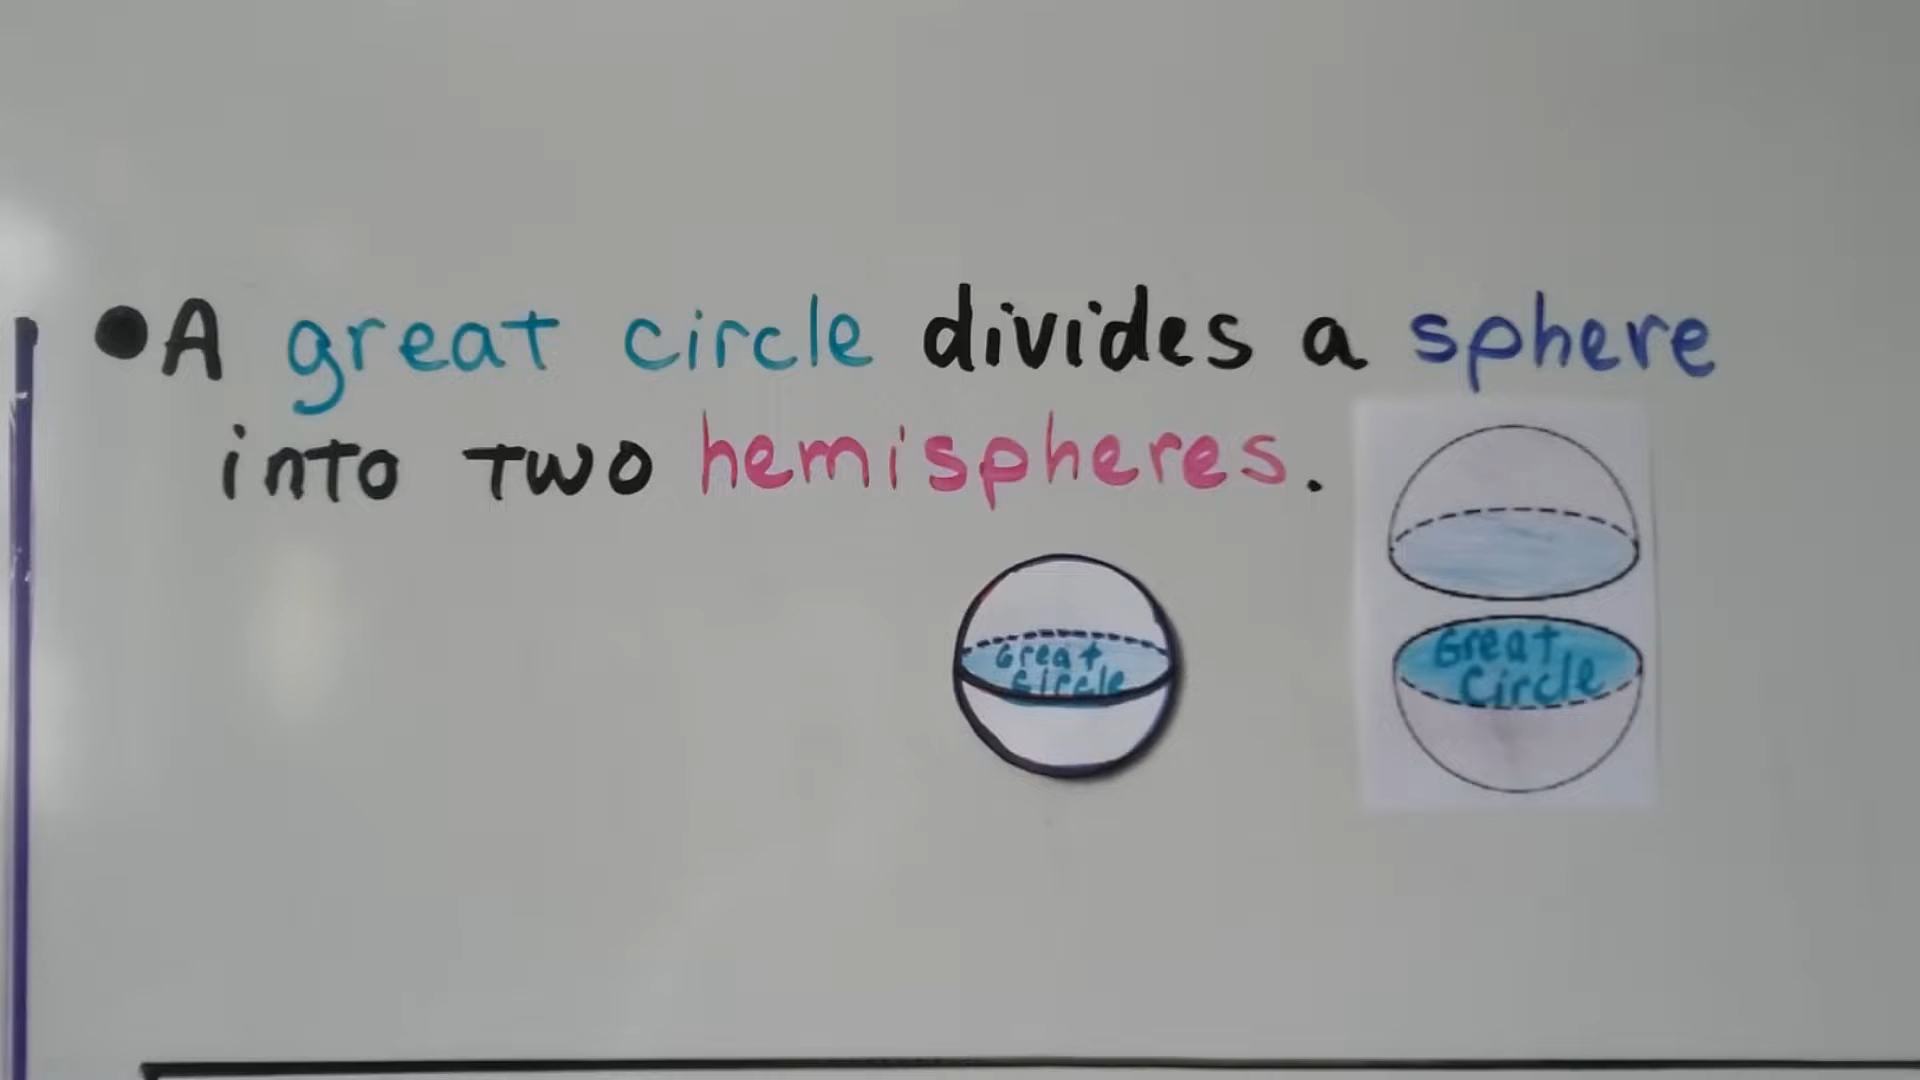 •A great circle divides a sphere
into two hemispheres.
Great
circle
Great
Circle